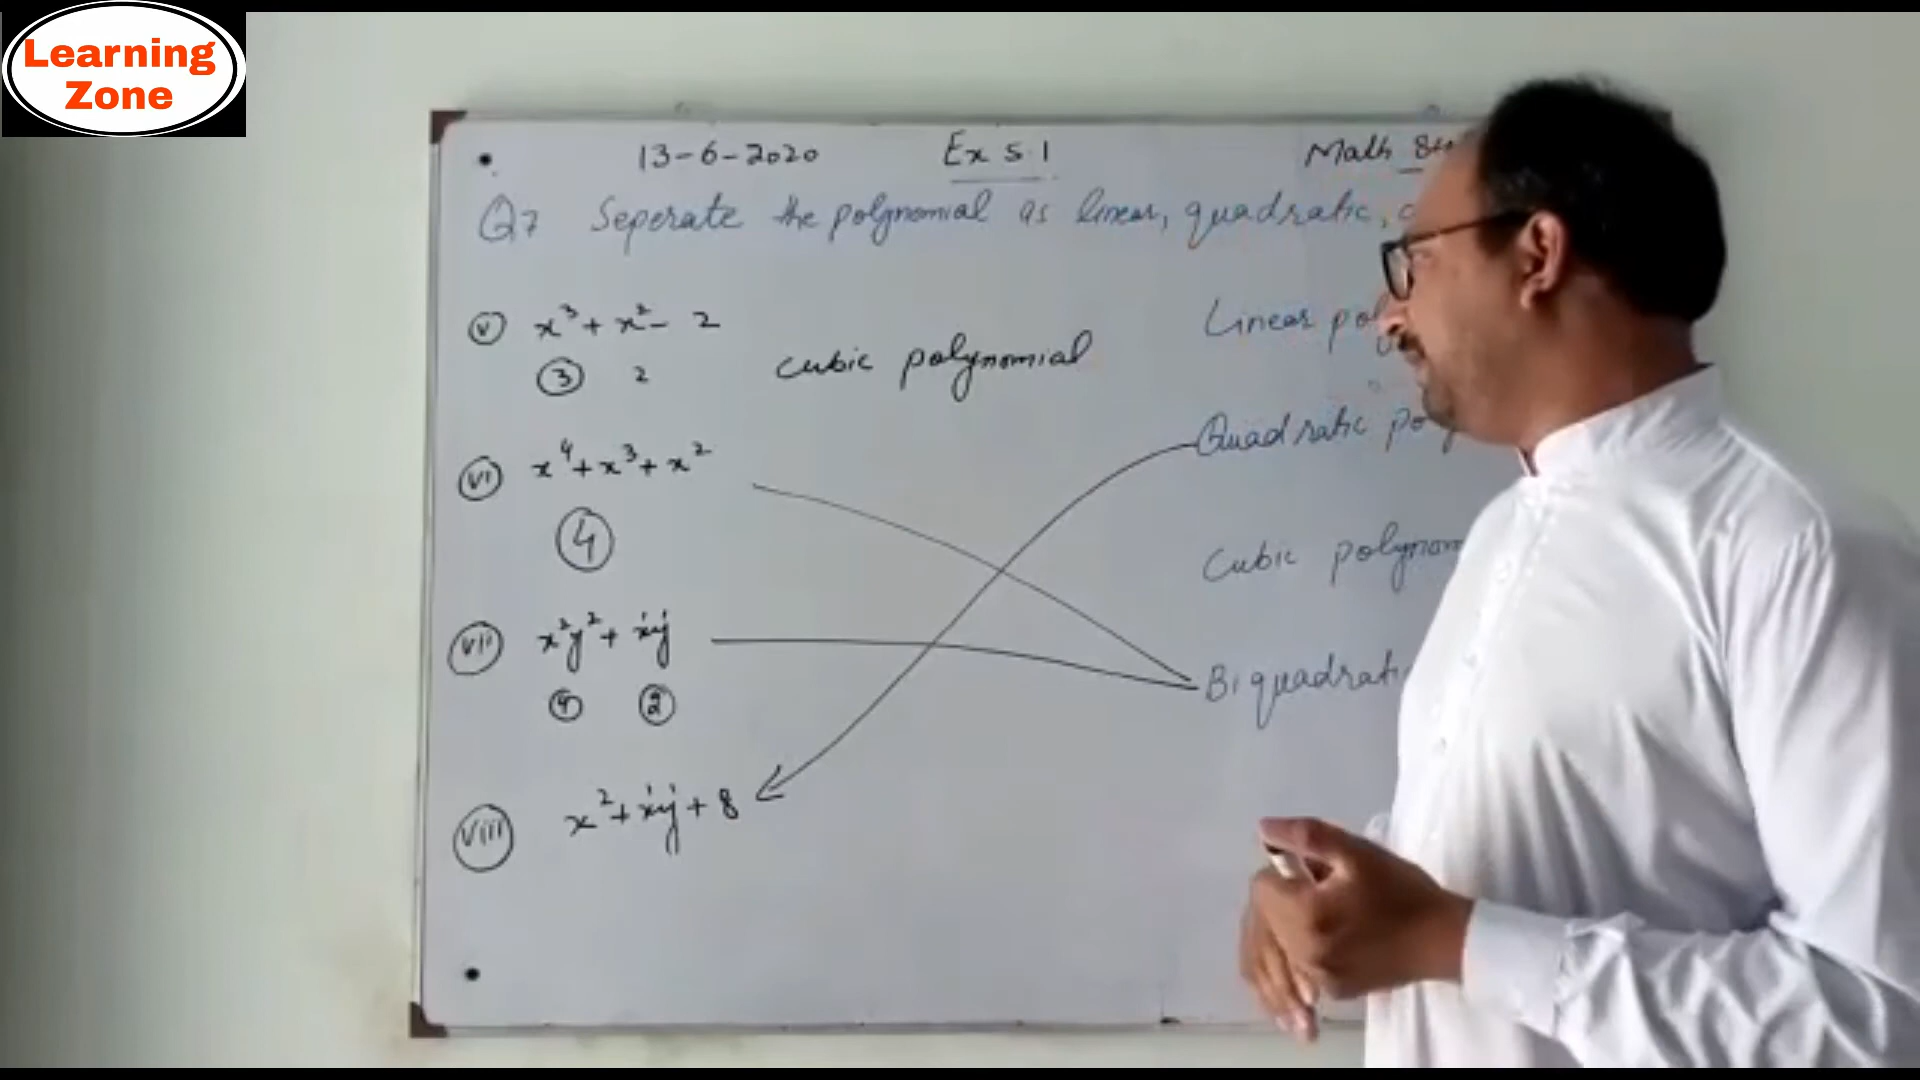 Learning
Zone
13-6-2020 Ex 5.1 Math
Q7 Seperate the polynomial as linear, quadratic,
v x³ + x² - 2
3 2 cubic polynomial
Linear
Quadratic
vi x⁴ + x³ + x²
4
Cubic
vii x²y² + xy
4 2
Biquadratic
viii x² + xy + 8